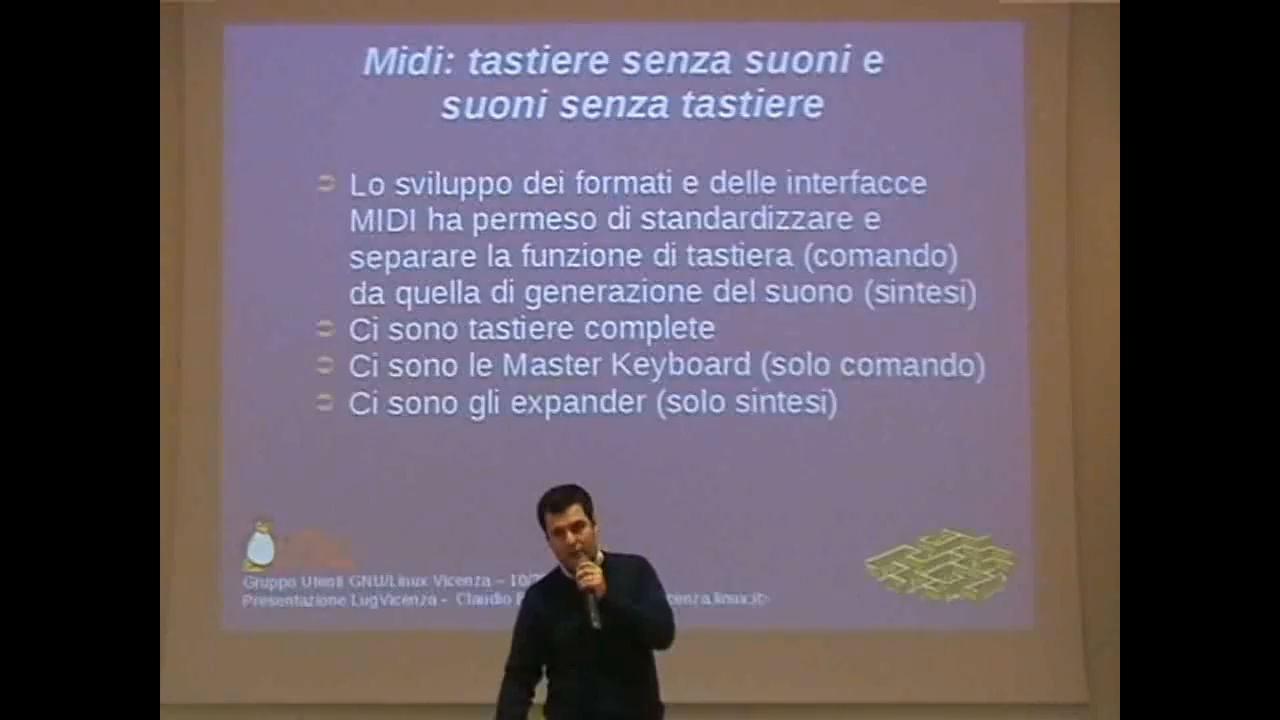 Midi: tastiere senza suoni e
suoni senza tastiere
Lo sviluppo dei formati e delle interfacce
MIDI ha permeso di standardizzare e
separare la funzione di tastiera (comando)
da quella di generazione del suono (sintesi)
Ci sono tastiere complete
Ci sono le Master Keyboard (solo comando)
Ci sono gli expander (solo sintesi)
Gruppo Utenti GNU/Linux Vicenza – 10/
Presentazione LugVicenza - Claudio